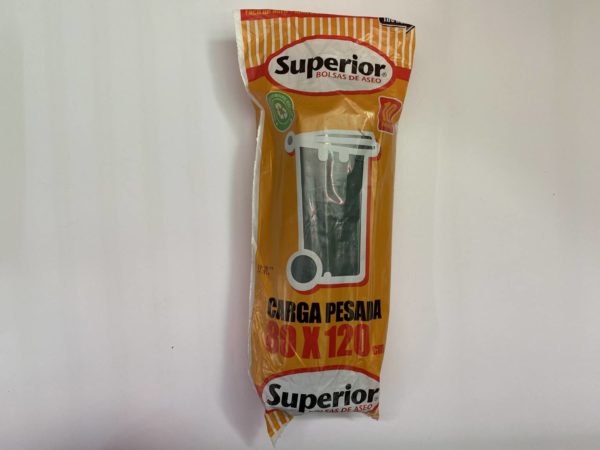 Superior
BOLSAS DE ASEO
CARGA PESADA
80 X 120
Superior
BOLSAS DE ASEO